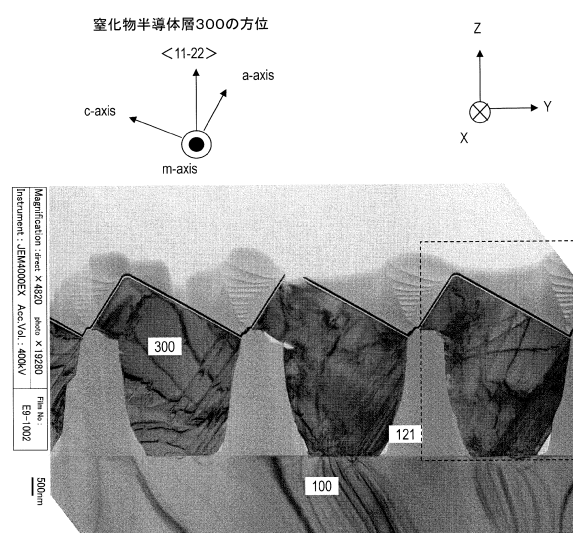 窒化物半導体層300の方位
<11-22>
a-axis
c-axis
m-axis
Z
Y
X
Magnification : direct × 4820 photo × 19280
Instrument : JEM4000EX Acc.Vol. : 400kV
Film No :
E9-1002
500nm
300
121
100